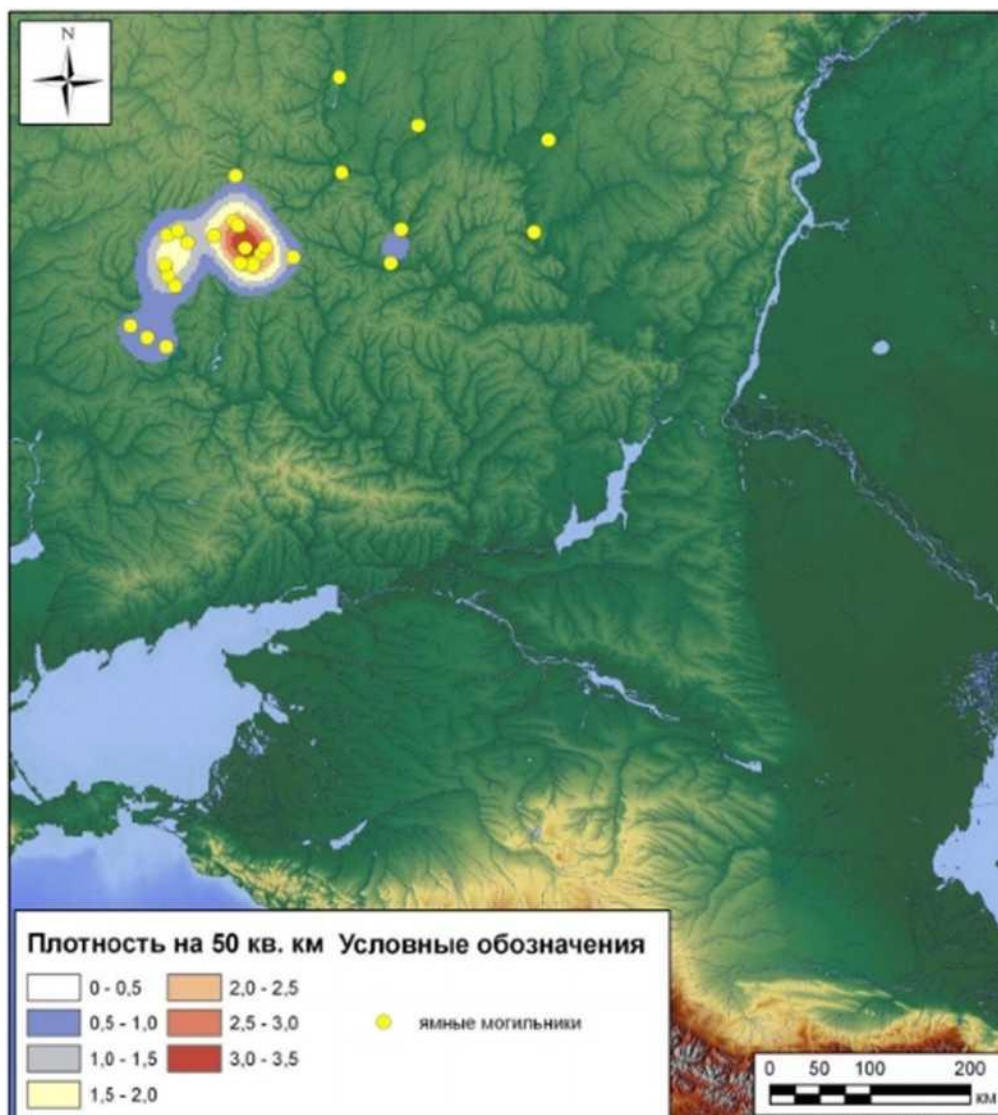 N
Плотность на 50 кв. км Условные обозначения
0 - 0,5
2,0 - 2,5
0,5 - 1,0
2,5 - 3,0
ямные могильники
1,0 - 1,5
3,0 - 3,5
1,5 - 2,0
0 50 100 200
км